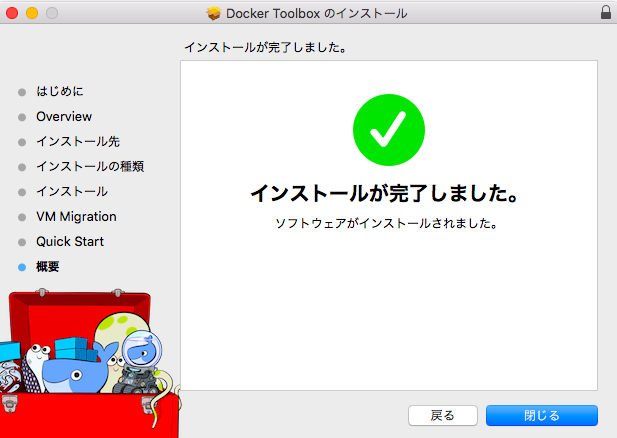 Docker Toolbox のインストール
インストールが完了しました。
はじめに
Overview
インストール先
インストールの種類
インストール
VM Migration
Quick Start
概要
インストールが完了しました。
ソフトウェアがインストールされました。
戻る
閉じる